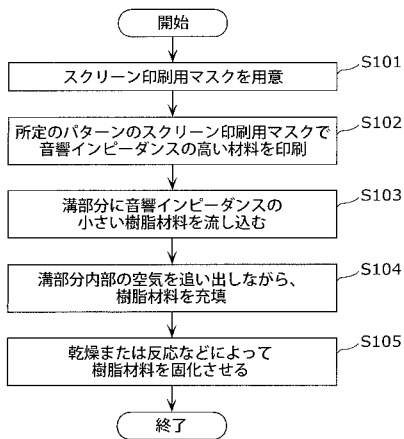 開始
S101
スクリーン印刷用マスクを用意
S102
所定のパターンのスクリーン印刷用マスクで
音響インピーダンスの高い材料を印刷
S103
溝部分に音響インピーダンスの
小さい樹脂材料を流し込む
S104
溝部分内部の空気を追い出しながら、
樹脂材料を充填
S105
乾燥または反応などによって
樹脂材料を固化させる
終了